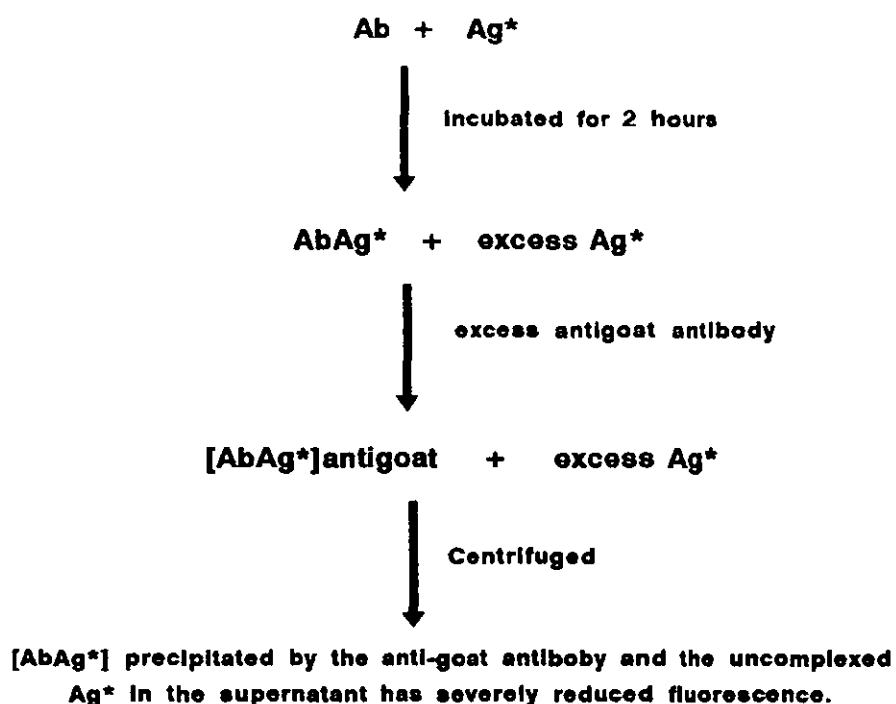 Ab + Ag*
incubated for 2 hours
AbAg* + excess Ag*
excess antigoat antibody
[AbAg*]antigoat + excess Ag*
Centrifuged
[AbAg*] precipitated by the anti-goat antiboby and the uncomplexed
Ag* in the supernatant has severely reduced fluorescence.